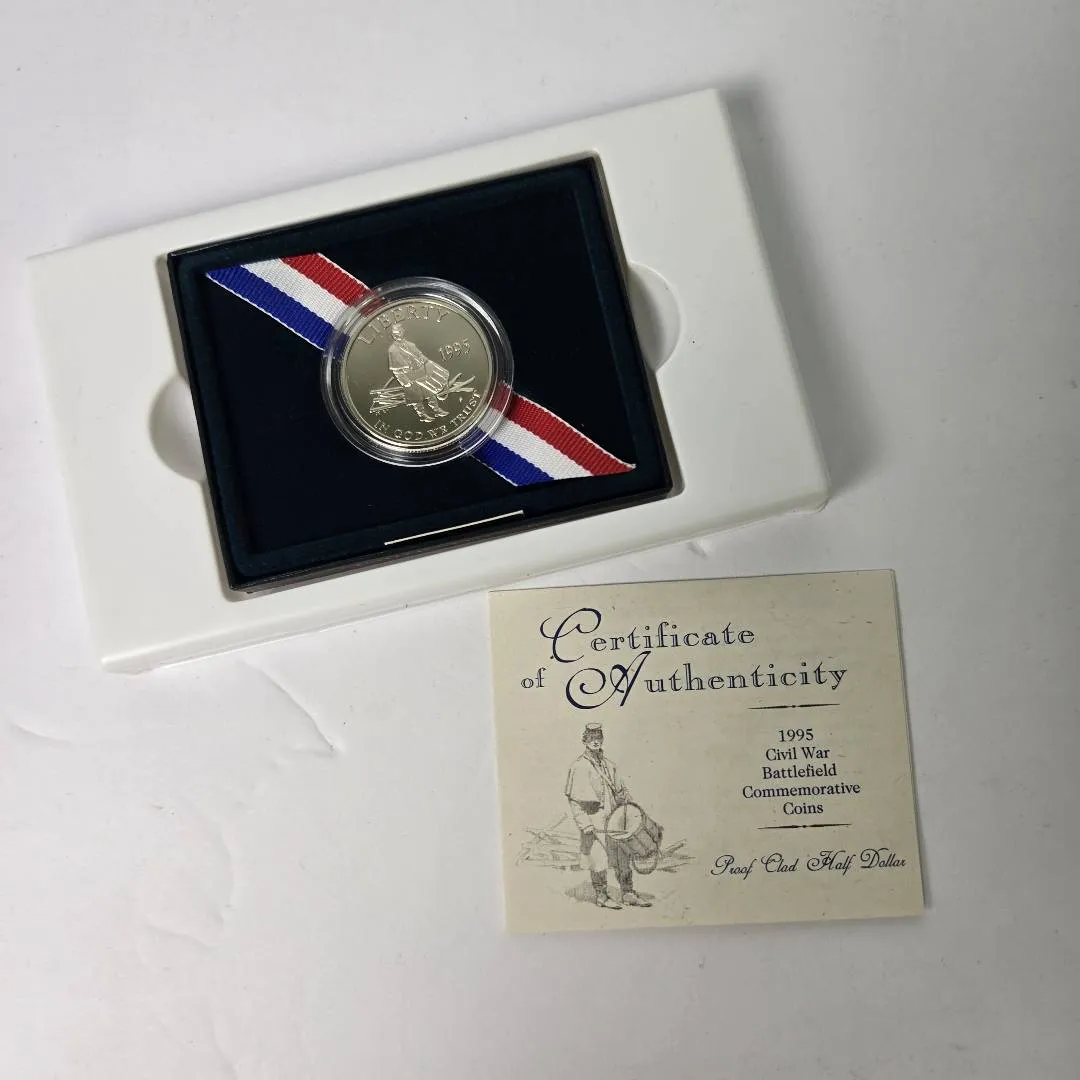 LIBERTY
1995
IN GOD WE TRUST
Certificate
of Authenticity
1995
Civil War
Battlefield
Commemorative
Coins
Proof Clad Half Dollar